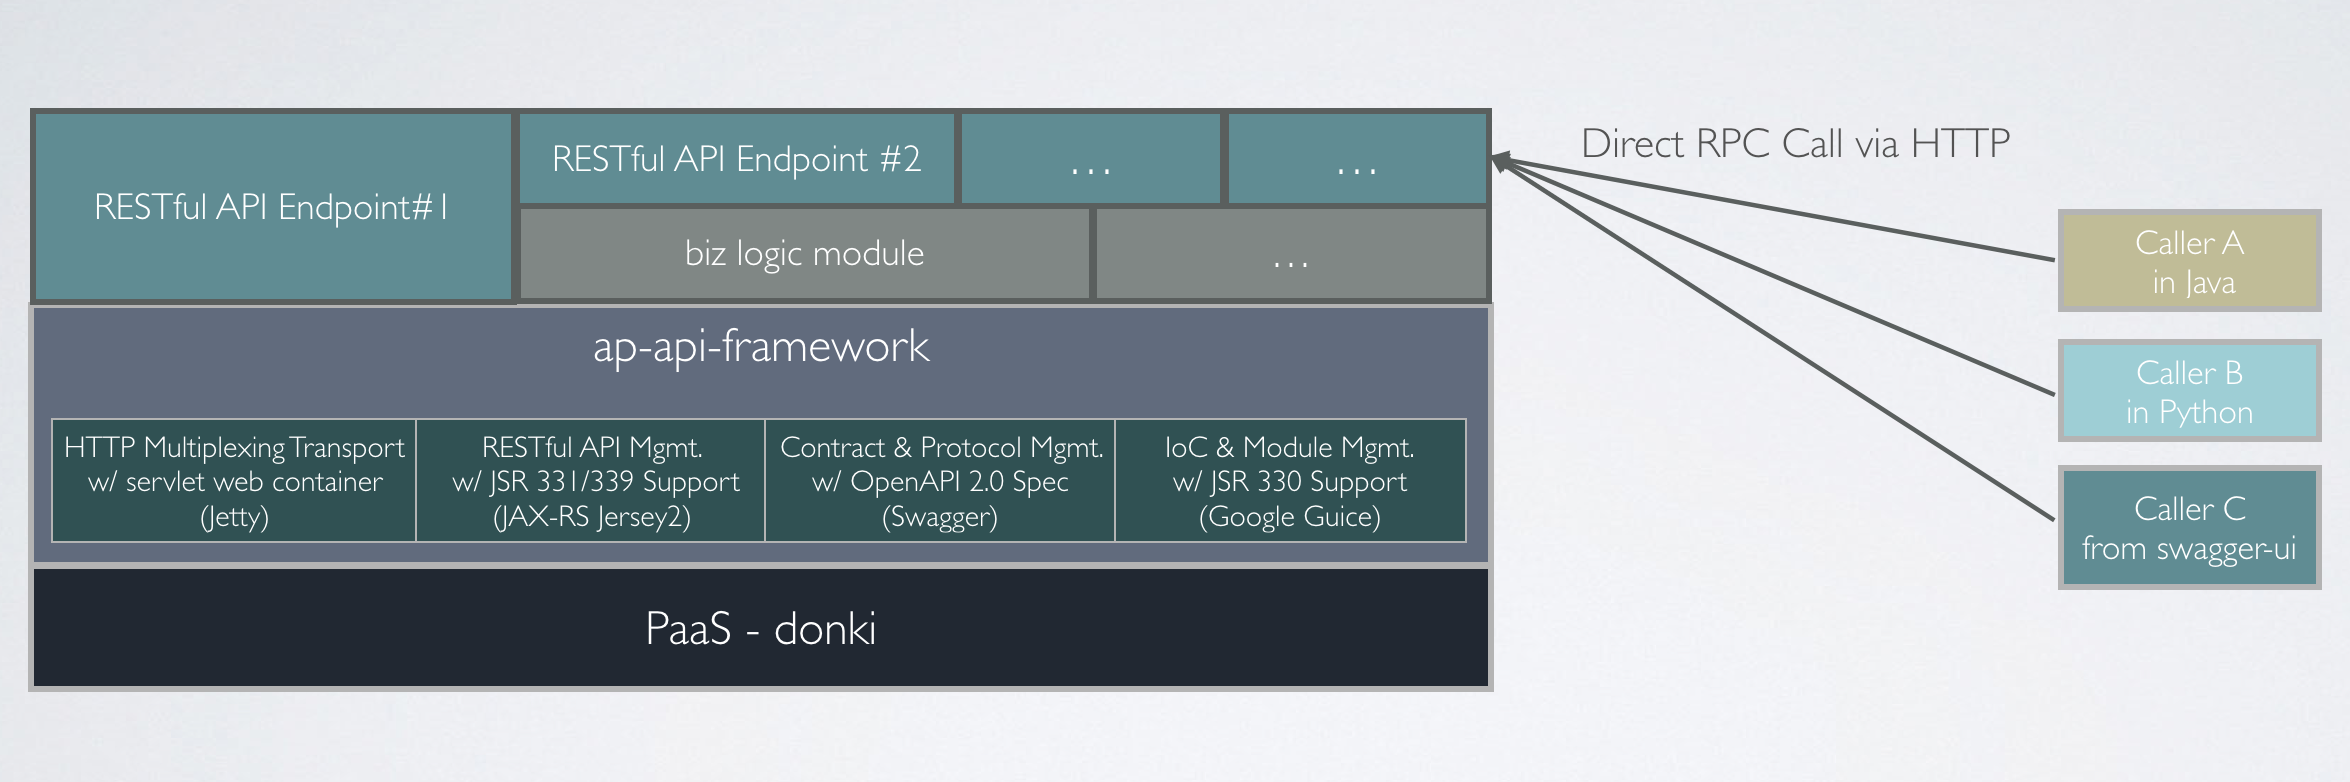 RESTful API Endpoint#1
RESTful API Endpoint #2
...
...
biz logic module
...
Direct RPC Call via HTTP
Caller A
in Java
Caller B
in Python
Caller C
from swagger-ui
ap-api-framework
HTTP Multiplexing Transport
w/ servlet web container
(Jetty)
RESTful API Mgmt.
w/ JSR 331/339 Support
(JAX-RS Jersey2)
Contract & Protocol Mgmt.
w/ OpenAPI 2.0 Spec
(Swagger)
IoC & Module Mgmt.
w/ JSR 330 Support
(Google Guice)
PaaS - donki